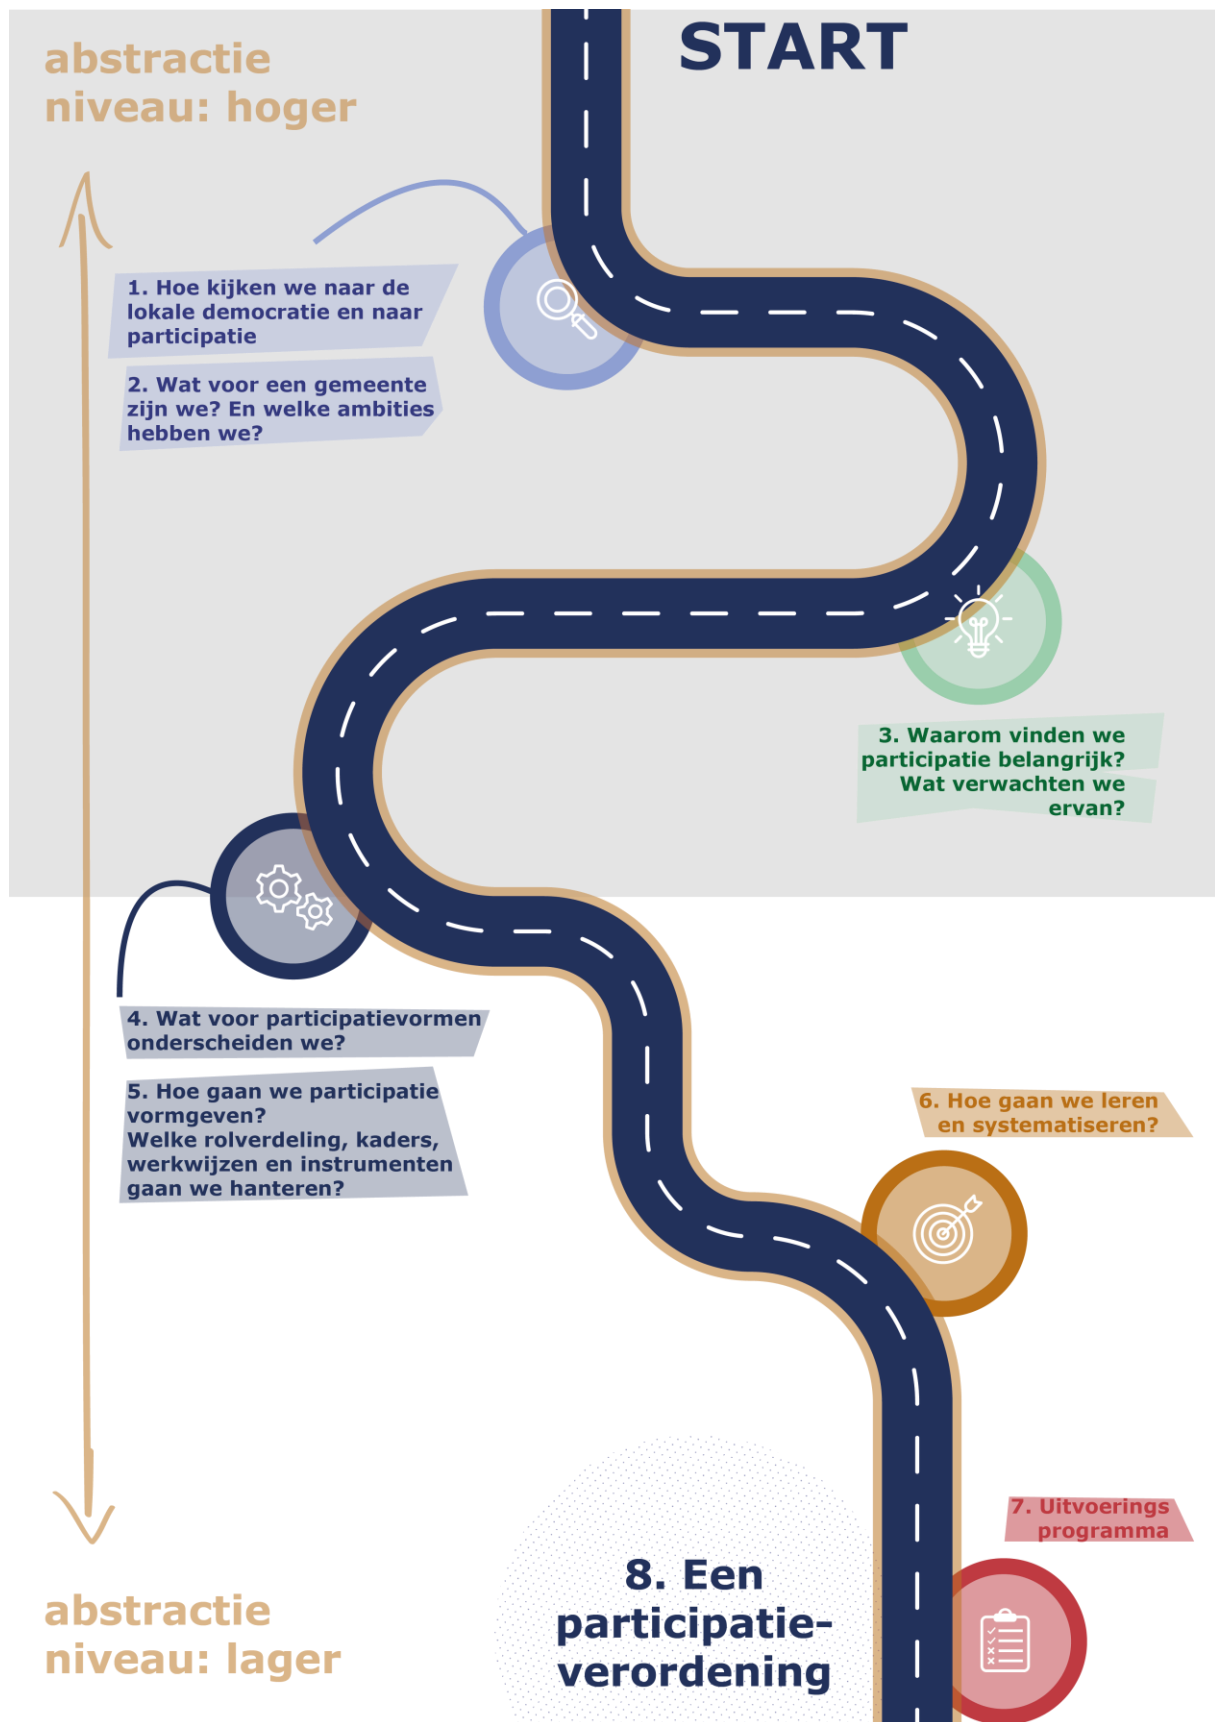 START
abstractie
niveau: hoger
1. Hoe kijken we naar de
lokale democratie en naar
participatie
2. Wat voor een gemeente
zijn we? En welke ambities
hebben we?
3. Waarom vinden we
participatie belangrijk?
Wat verwachten we
ervan?
4. Wat voor participatievormen
onderscheiden we?
5. Hoe gaan we participatie
vormgeven?
Welke rolverdeling, kaders,
werkwijzen en instrumenten
gaan we hanteren?
6. Hoe gaan we leren
en systematiseren?
7. Uitvoerings
programma
8. Een
participatie-
verordening
abstractie
niveau: lager